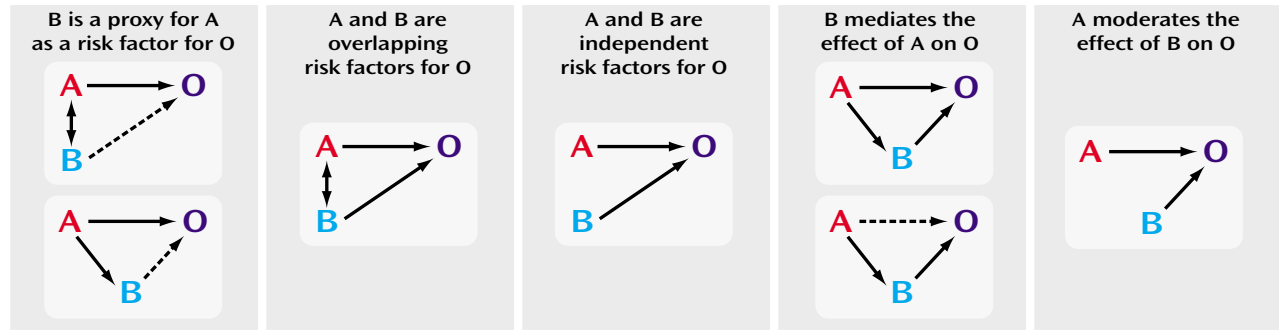 B is a proxy for A
as a risk factor for O
A
O
B
A
O
B
A and B are
overlapping
risk factors for O
A
O
B
A and B are
independent
risk factors for O
A
O
B
B mediates the
effect of A on O
A
O
B
A
O
B
A moderates the
effect of B on O
A
O
B